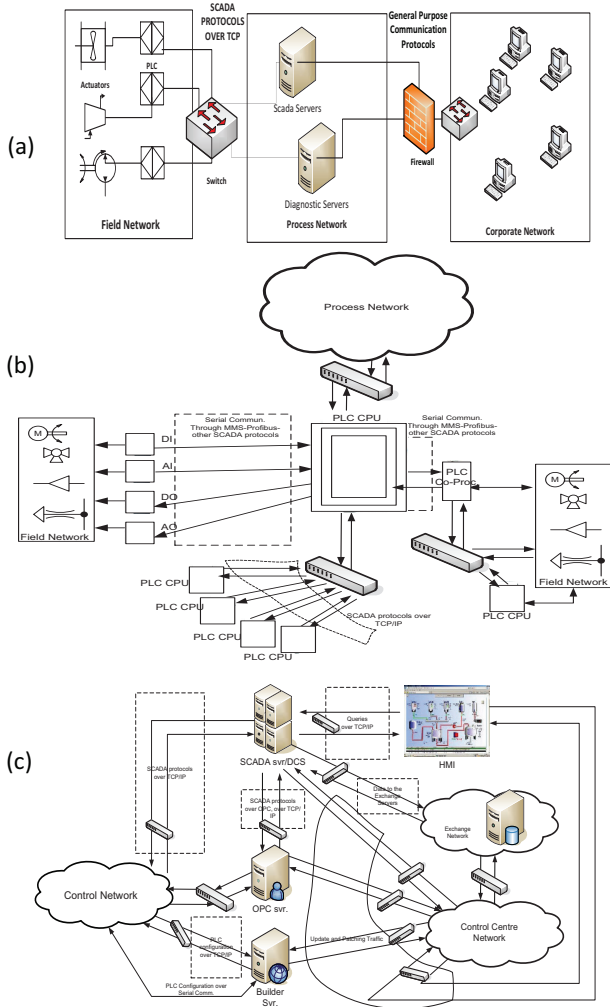 SCADA
PROTOCOLS
OVER TCP
General Purpose
Communication
Protocols
Actuators
PLC
Scada Servers
(a)
Firewall
Switch
Diagnostic Servers
Field Network
Process Network
Corporate Network
Process Network
(b)
PLC CPU
Serial Commun.
Through MMS-Profibus-
other SCADA protocols
Serial Commun.
Through MMS-Profibus-
other SCADA protocols
M
DI
AI
DO
AO
Field Network
PLC
Co-Proc.
M
Field Network
PLC CPU
PLC CPU
PLC CPU
PLC CPU
PLC CPU
SCADA protocols over
TCP/IP
(c)
Queries
over TCP/IP
SCADA svr/DCS
HMI
SCADA protocols
over TCP/IP
SCADA protocols
over OPC, over TCP/
IP
Data to the
Exchange
Servers
Exchange
Network
Control Network
OPC svr.
Control Centre
Network
PLC
configuration
over TCP/IP
Update and Patching Traffic
PLC Configuration over
Serial Comm.
Builder
Svr.